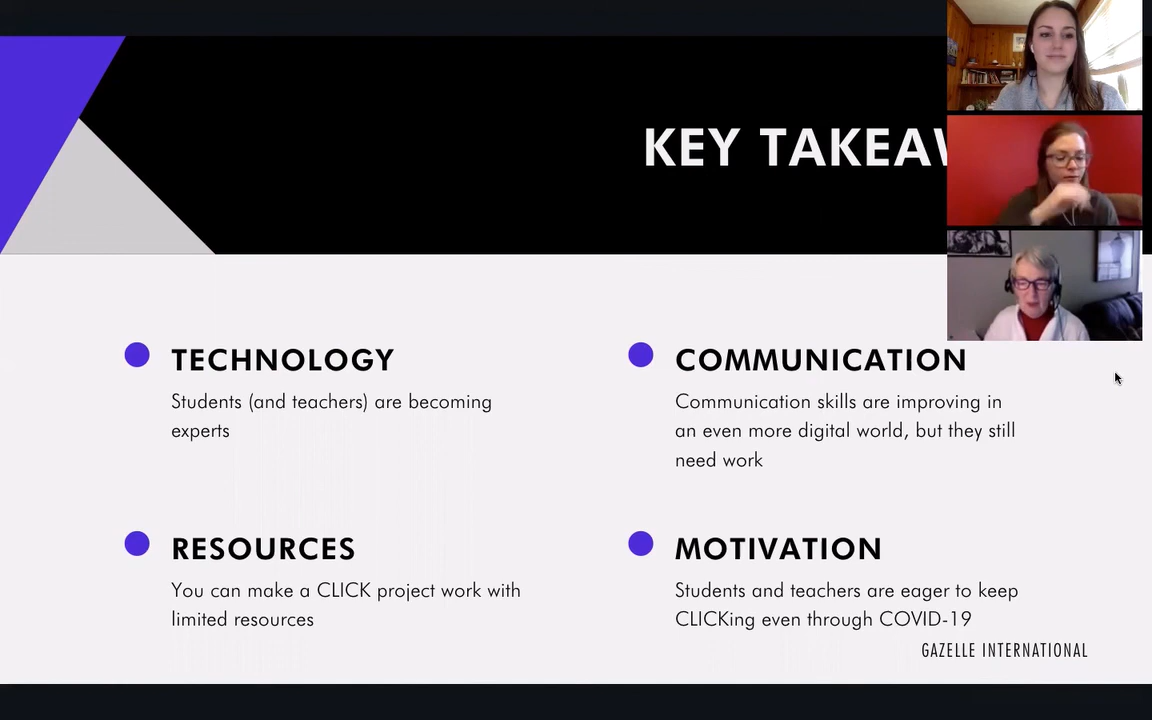 KEY TAKEA
TECHNOLOGY
Students (and teachers) are becoming
experts
COMMUNICATION
Communication skills are improving in
an even more digital world, but they still
need work
RESOURCES
You can make a CLICK project work with
limited resources
MOTIVATION
Students and teachers are eager to keep
CLICKing even through COVID-19
GAZELLE INTERNATIONAL